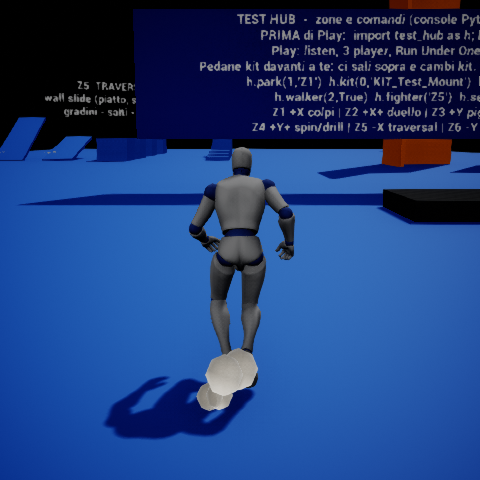 TEST HUB - zone e comandi (console Pyt
PRIMA di Play: import test_hub as h;
Play: listen, 3 player, Run Under One
Pedane kit davanti a te: ci sali sopra e cambi kit.
h.park(1,'Z1') h.kit(0,'KIT_Test_Mount')
h.walker(2,True) h.fighter('Z5') h.se
Z1 +X colpi | Z2 +X+ duello | Z3 +Y pi
Z4 +Y+ spin/drill | Z5 -X traversal | Z6 -Y
Z5 TRAVERS
wall slide (piatto, s
gradini - salti -